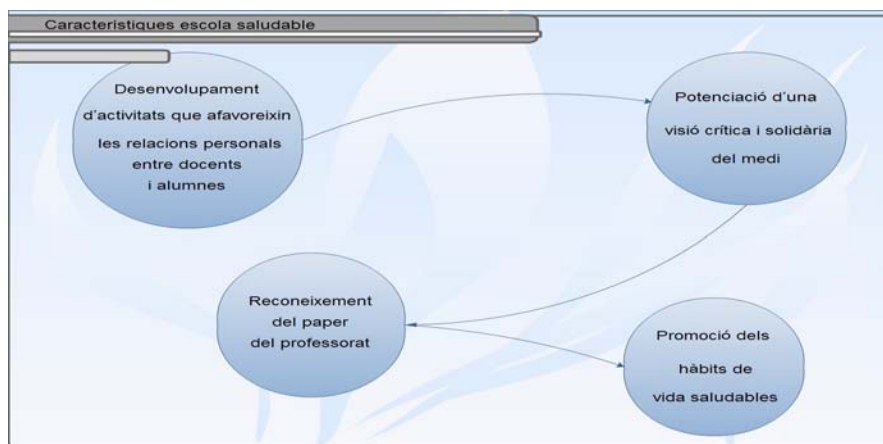 Característiques escola saludable
Desenvolupament
d'activitats que afavoreixin
les relacions personals
entre docents
i alumnes
Potenciació d'una
visió crítica i solidària
del medi
Reconeixement
del paper
del professorat
Promoció dels
hàbits de
vida saludables